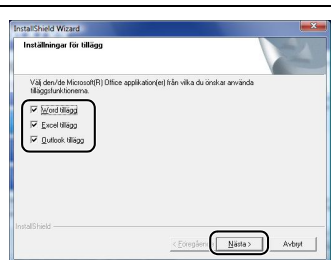 InstallShield Wizard
Inställningar för tillägg
Välj den/de Microsoft(R) Office applikation(er) från vilka du önskar använda
tilläggsfunktionerna.
Word tillägg
Excel tillägg
Outlook tillägg
InstallShield
Nästa >
Avbryt